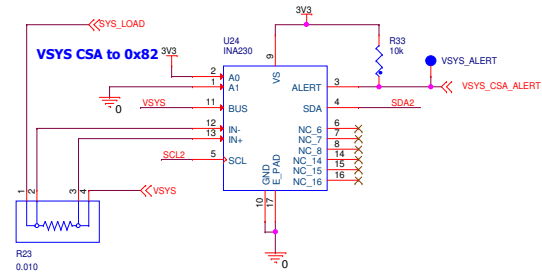 SYS_LOAD
3V3
VSYS CSA to 0x82
3V3
U24
INA230
R33
10k
VSYS_ALERT
9
VS
2
A0
1
A1
ALERT
3
VSYS_CSA_ALERT
0
VSYS
11
BUS
SDA
4
SDA2
12
IN-
13
IN+
NC_6
6
NC_7
7
NC_8
8
NC_14
14
NC_15
15
NC_16
16
SCL2
5
SCL
GND
E_PAD
10
17
1
2
3
4
VSYS
0
R23
0.010